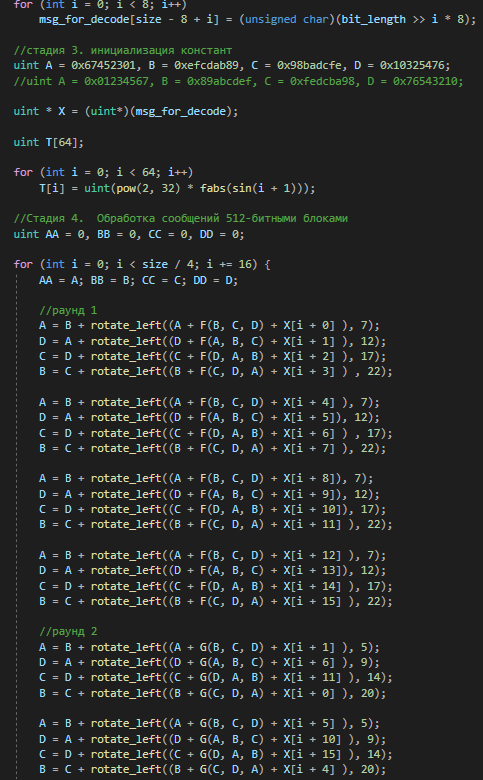 for (int i = 0; i < 8; i++)
msg_for_decode[size - 8 + i] = (unsigned char)(bit_length >> i * 8);
//стадия 3. инициализация констант
uint A = 0x67452301, B = 0xefcdab89, C = 0x98badcfe, D = 0x10325476;
//uint A = 0x01234567, B = 0x89abcdef, C = 0xfedcba98, D = 0x76543210;
uint * X = (uint*)(msg_for_decode);
uint T[64];
for (int i = 0; i < 64; i++)
T[i] = uint(pow(2, 32) * fabs(sin(i + 1)));
//Стадия 4.  Обработка сообщений 512-битными блоками
uint AA = 0, BB = 0, CC = 0, DD = 0;
for (int i = 0; i < size / 4; i += 16) {
AA = A; BB = B; CC = C; DD = D;
//раунд 1
A = B + rotate_left((A + F(B, C, D) + X[i + 0] ), 7);
D = A + rotate_left((D + F(A, B, C) + X[i + 1] ), 12);
C = D + rotate_left((C + F(D, A, B) + X[i + 2] ), 17);
B = C + rotate_left((B + F(C, D, A) + X[i + 3] ) , 22);
A = B + rotate_left((A + F(B, C, D) + X[i + 4] ), 7);
D = A + rotate_left((D + F(A, B, C) + X[i + 5]), 12);
C = D + rotate_left((C + F(D, A, B) + X[i + 6] ) , 17);
B = C + rotate_left((B + F(C, D, A) + X[i + 7] ), 22);
A = B + rotate_left((A + F(B, C, D) + X[i + 8]), 7);
D = A + rotate_left((D + F(A, B, C) + X[i + 9]), 12);
C = D + rotate_left((C + F(D, A, B) + X[i + 10]), 17);
B = C + rotate_left((B + F(C, D, A) + X[i + 11] ), 22);
A = B + rotate_left((A + F(B, C, D) + X[i + 12] ), 7);
D = A + rotate_left((D + F(A, B, C) + X[i + 13]), 12);
C = D + rotate_left((C + F(D, A, B) + X[i + 14] ), 17);
B = C + rotate_left((B + F(C, D, A) + X[i + 15] ), 22);
//раунд 2
A = B + rotate_left((A + G(B, C, D) + X[i + 1] ), 5);
D = A + rotate_left((D + G(A, B, C) + X[i + 6] ), 9);
C = D + rotate_left((C + G(D, A, B) + X[i + 11] ), 14);
B = C + rotate_left((B + G(C, D, A) + X[i + 0] ), 20);
A = B + rotate_left((A + G(B, C, D) + X[i + 5] ), 5);
D = A + rotate_left((D + G(A, B, C) + X[i + 10] ), 9);
C = D + rotate_left((C + G(D, A, B) + X[i + 15] ), 14);
B = C + rotate_left((B + G(C, D, A) + X[i + 4] ), 20);